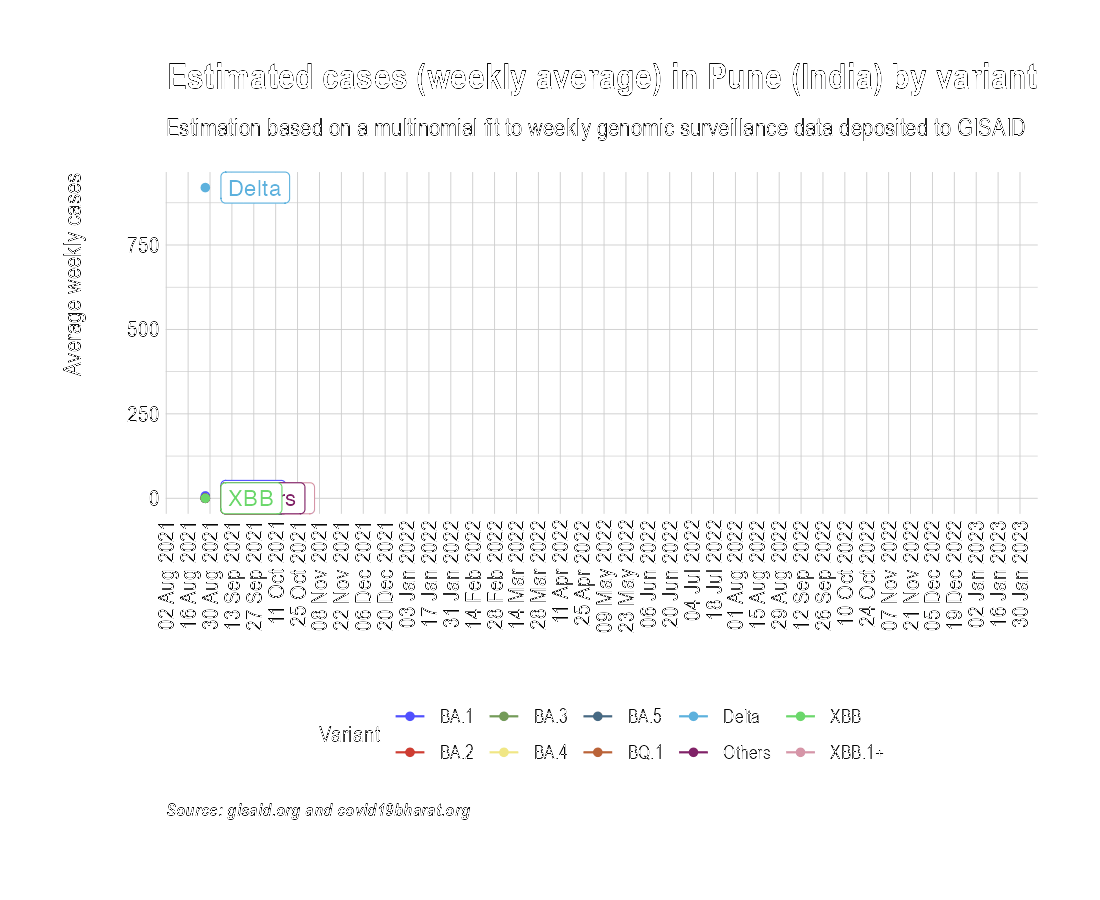 Estimated cases (weekly average) in Pune (India) by variant
Estimation based on a multinomial fit to weekly genomic surveillance data deposited to GISAID
Average weekly cases
Delta
750
500
250
0
XBB
rs
02 Aug 2021
16 Aug 2021
30 Aug 2021
13 Sep 2021
27 Sep 2021
11 Oct 2021
25 Oct 2021
08 Nov 2021
22 Nov 2021
06 Dec 2021
20 Dec 2021
03 Jan 2022
17 Jan 2022
31 Jan 2022
14 Feb 2022
28 Feb 2022
14 Mar 2022
28 Mar 2022
11 Apr 2022
25 Apr 2022
09 May 2022
23 May 2022
06 Jun 2022
20 Jun 2022
04 Jul 2022
18 Jul 2022
01 Aug 2022
15 Aug 2022
29 Aug 2022
12 Sep 2022
26 Sep 2022
10 Oct 2022
24 Oct 2022
07 Nov 2022
21 Nov 2022
05 Dec 2022
19 Dec 2022
02 Jan 2023
16 Jan 2023
30 Jan 2023
Variant
BA.1 BA.3 BA.5 Delta XBB
BA.2 BA.4 BQ.1 Others XBB.1+
Source: gisaid.org and covid19bharat.org